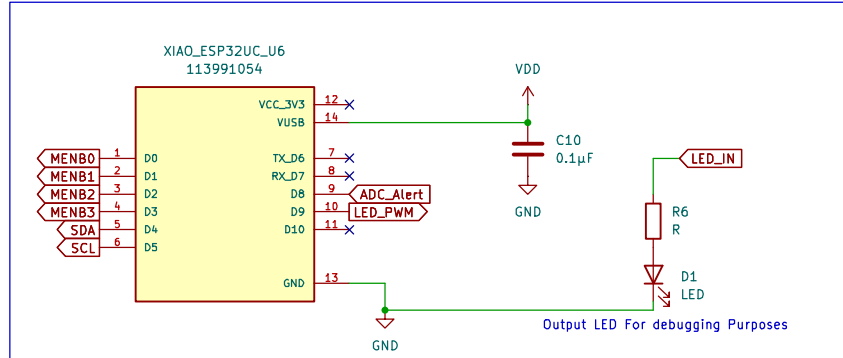 XIAO_ESP32UC_U6
113991054
VDD
VCC_3V3 12
VUSB 14
C10
0.1µF
LED_IN
MENB0 1 D0
TX_D6 7
MENB1 2 D1
RX_D7 8
MENB2 3 D2
D8 9 ADC_Alert
MENB3 4 D3
D9 10 LED_PWM
SDA 5 D4
D10 11
SCL 6 D5
GND
R6
R
GND 13
D1
LED
GND
Output LED For debugging Purposes